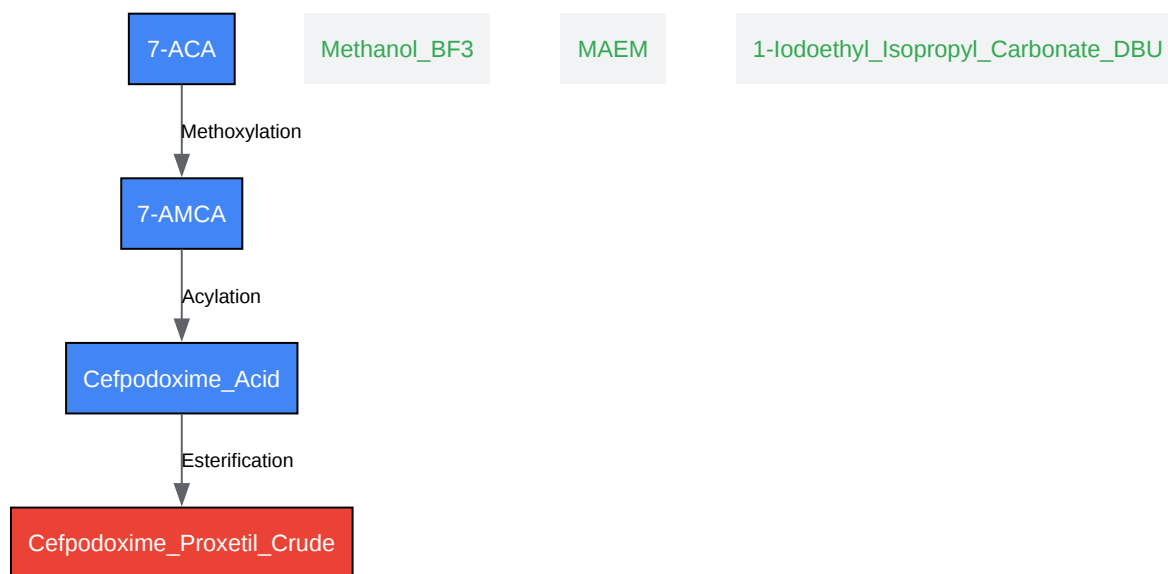 7-ACA
Methanol_BF3
MAEM
1-Iodoethyl_Isopropyl_Carbonate_DBU
Methoxylation
7-AMCA
Acylation
Cefpodoxime_Acid
Esterification
Cefpodoxime_Proxetil_Crude